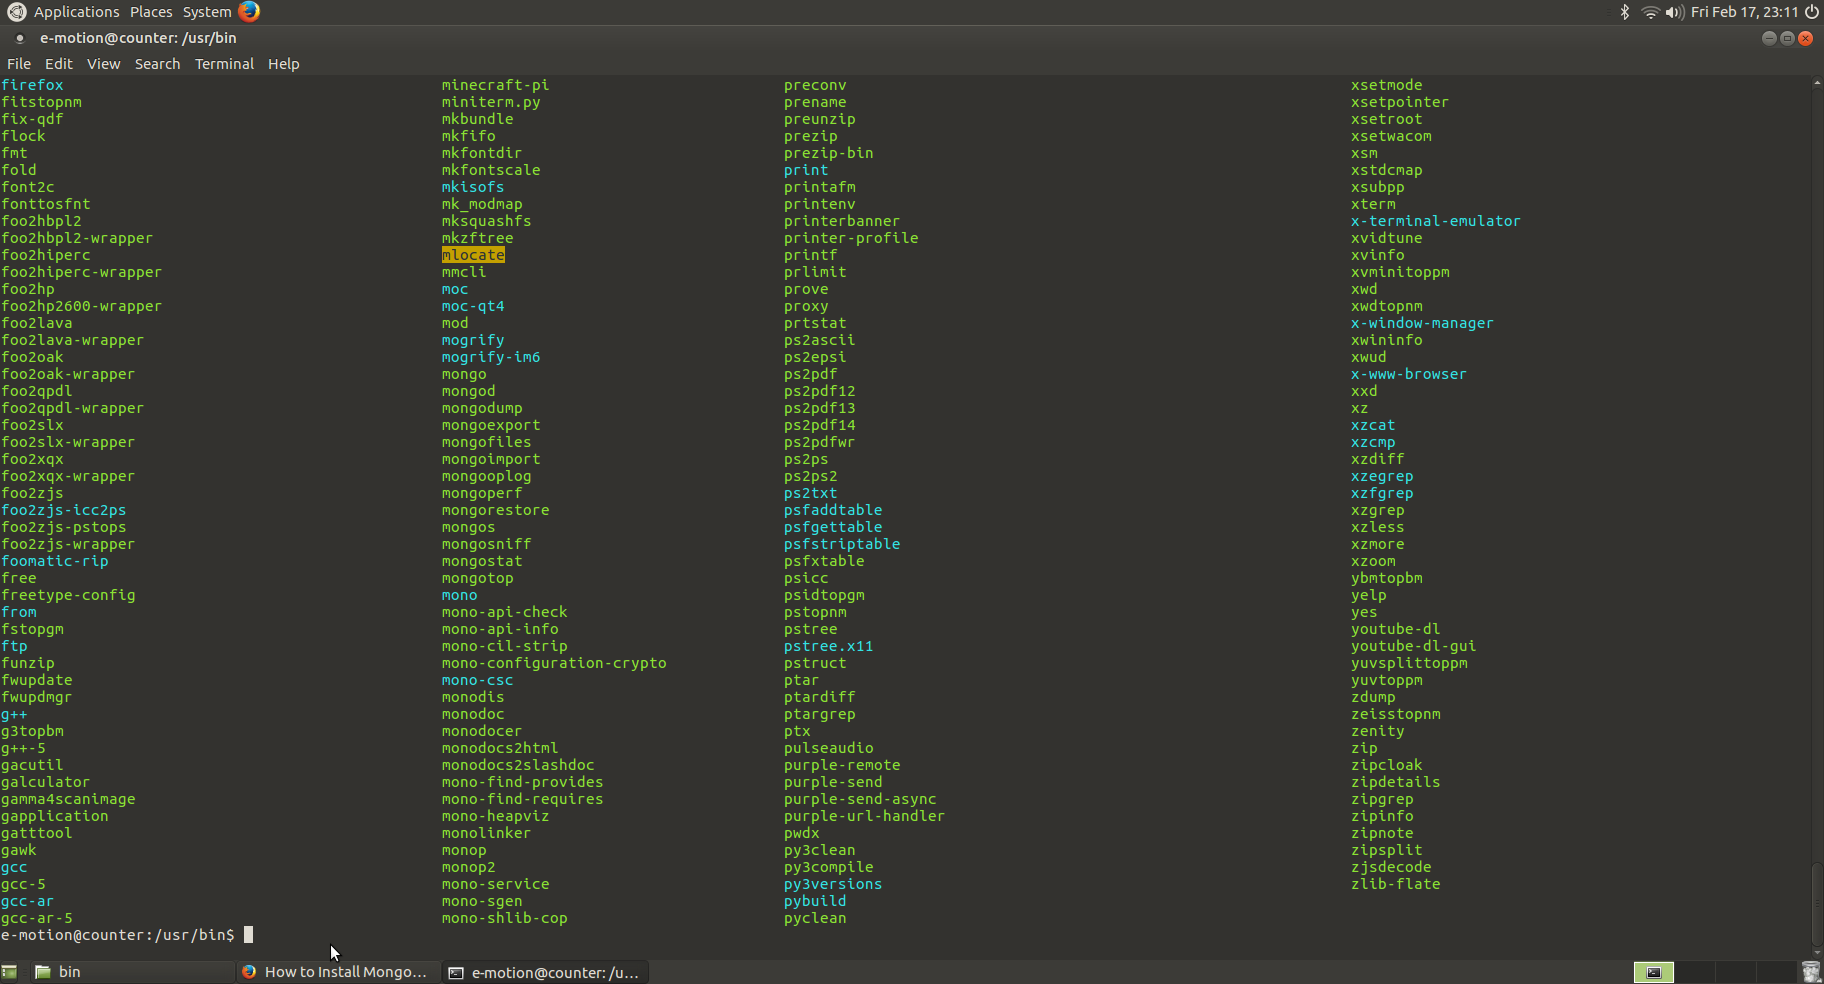 Applications Places System Fri Feb 17, 23:11
e-motion@counter: /usr/bin
File Edit View Search Terminal Help
firefox minecraft-pi preconv xsetmode
fitstopnm miniterm.py prename xsetpointer
fix-qdf mkbundle preunzip xsetroot
flock mkfifo prezip xsetwacom
fmt mkfontdir prezip-bin xsm
fold mkfontscale print xstdcmap
font2c mkisofs printafm xsubpp
fonttosfnt mk_modmap printenv xterm
foo2hbpl2 mksquashfs printerbanner x-terminal-emulator
foo2hbpl2-wrapper mkzftree printer-profile xvidtune
foo2hiperc mlocate printf xvinfo
foo2hiperc-wrapper mmcli prlimit xvminitoppm
foo2hp moc prove xwd
foo2hp2600-wrapper moc-qt4 proxy xwdtopnm
foo2lava mod prtstat x-window-manager
foo2lava-wrapper mogrify ps2ascii xwininfo
foo2oak mogrify-im6 ps2epsi xwud
foo2oak-wrapper mongo ps2pdf x-www-browser
foo2qpdl mongod ps2pdf12 xxd
foo2qpdl-wrapper mongodump ps2pdf13 xz
foo2slx mongoexport ps2pdf14 xzcat
foo2slx-wrapper mongofiles ps2pdfwr xzcmp
foo2xqx mongoimport ps2ps xzdiff
foo2xqx-wrapper mongooplog ps2ps2 xzegrep
foo2zjs mongoperf ps2txt xzfgrep
foo2zjs-icc2ps mongorestore psfaddtable xzgrep
foo2zjs-pstops mongos psfgettable xzless
foo2zjs-wrapper mongosniff psfstriptable xzmore
foomatic-rip mongostat psfxtable xzoom
free mongotop psicc ybmtopbm
freetype-config mono psidtopgm yelp
from mono-api-check pstopnm yes
fstopgm mono-api-info pstree youtube-dl
ftp mono-cil-strip pstree.x11 youtube-dl-gui
funzip mono-configuration-crypto pstruct yuvsplittoppm
fwupdate mono-csc ptar yuvtoppm
fwupdmgr monodis ptardiff zdump
g++ monodoc ptargrep zeisstopnm
g3topbm monodocer ptx zenity
g++-5 monodocs2html pulseaudio zip
gacutil monodocs2slashdoc purple-remote zipcloak
galculator mono-find-provides purple-send zipdetails
gamma4scanimage mono-find-requires purple-send-async zipgrep
gapplication mono-heapviz purple-url-handler zipinfo
gatttool monolinker pwdx zipnote
gawk monop py3clean zipsplit
gcc monop2 py3compile zjsdecode
gcc-5 mono-service py3versions zlib-flate
gcc-ar mono-sgen pybuild
gcc-ar-5 mono-shlib-cop pyclean
e-motion@counter:/usr/bin$
bin How to Install Mongo... e-motion@counter: /u...